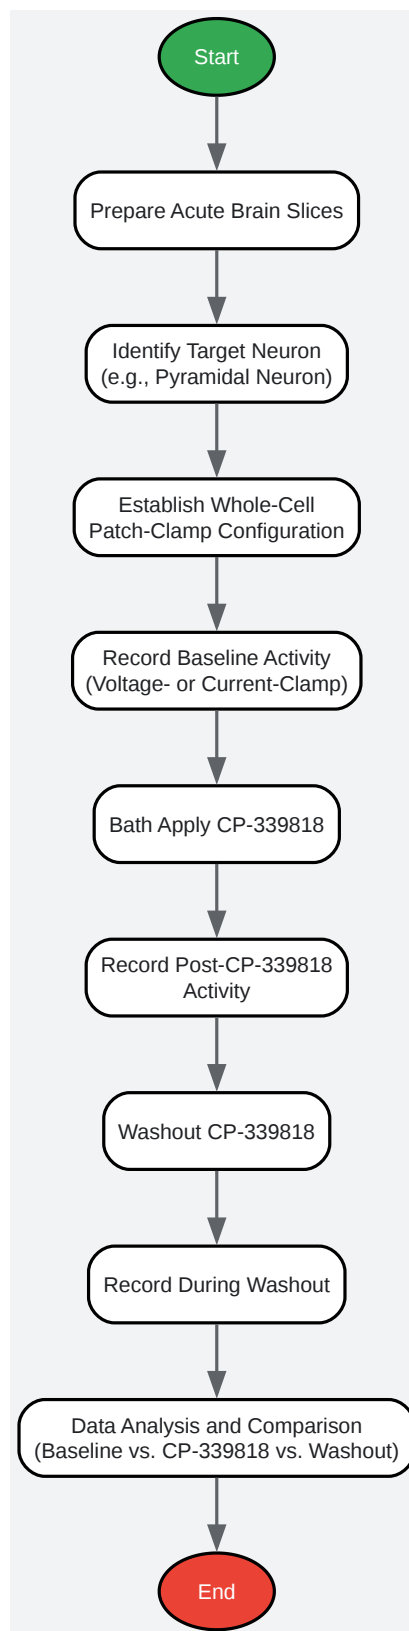 Start
Prepare Acute Brain Slices
Identify Target Neuron
(e.g., Pyramidal Neuron)
Establish Whole-Cell
Patch-Clamp Configuration
Record Baseline Activity
(Voltage- or Current-Clamp)
Bath Apply CP-339818
Record Post-CP-339818
Activity
Washout CP-339818
Record During Washout
Data Analysis and Comparison
(Baseline vs. CP-339818 vs. Washout)
End